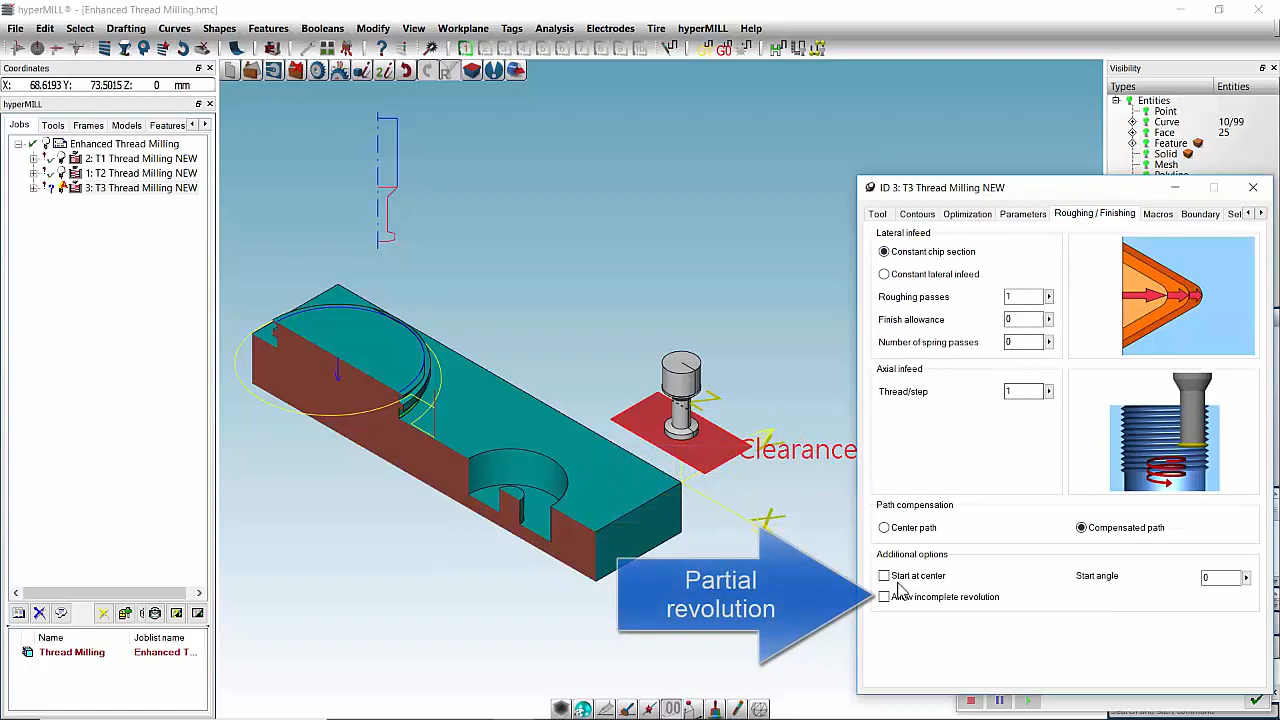 hyperMILL® - [Enhanced Thread Milling.hmc]
File Edit Select Drafting Curves Shapes Features Booleans Modify View Workplane Tags Analysis Electrodes Tire hyperMILL Help
Coordinates
X: 68.6193 Y: 73.5015 Z: 0 mm
hyperMILL
Jobs Tools Frames Models Features
Enhanced Thread Milling
2: T1 Thread Milling NEW
1: T2 Thread Milling NEW
3: T3 Thread Milling NEW
Name Joblist name
Thread Milling Enhanced T...
Clearance
Z
X
Partial
revolution
Visibility
Types Entities
Entities
Point
Curve 10/99
Face 25
Feature
Solid
Mesh
ID 3: T3 Thread Milling NEW
Tool Contours Optimization Parameters Roughing / Finishing Macros Boundary Set
Lateral infeed
Constant chip section
Constant lateral infeed
Roughing passes 1
Finish allowance 0
Number of spring passes 0
Axial infeed
Thread/step 1
Path compensation
Center path Compensated path
Additional options
Start at center Start angle 0
Allow incomplete revolution